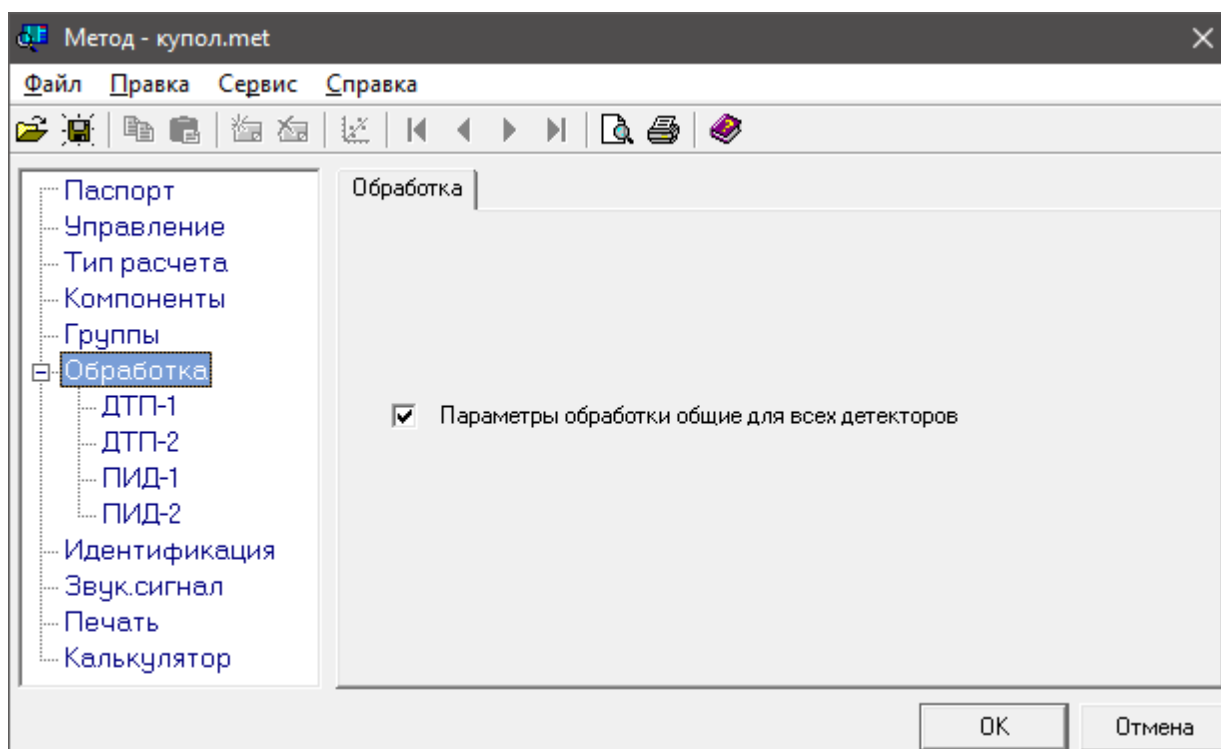 Метод - купол.met
Файл Правка Сервис Справка
Паспорт
Управление
Тип расчета
Компоненты
Группы
Обработка
ДТП-1
ДТП-2
ПИД-1
ПИД-2
Идентификация
Звук.сигнал
Печать
Калькулятор
Обработка
Параметры обработки общие для всех детекторов
OK Отмена